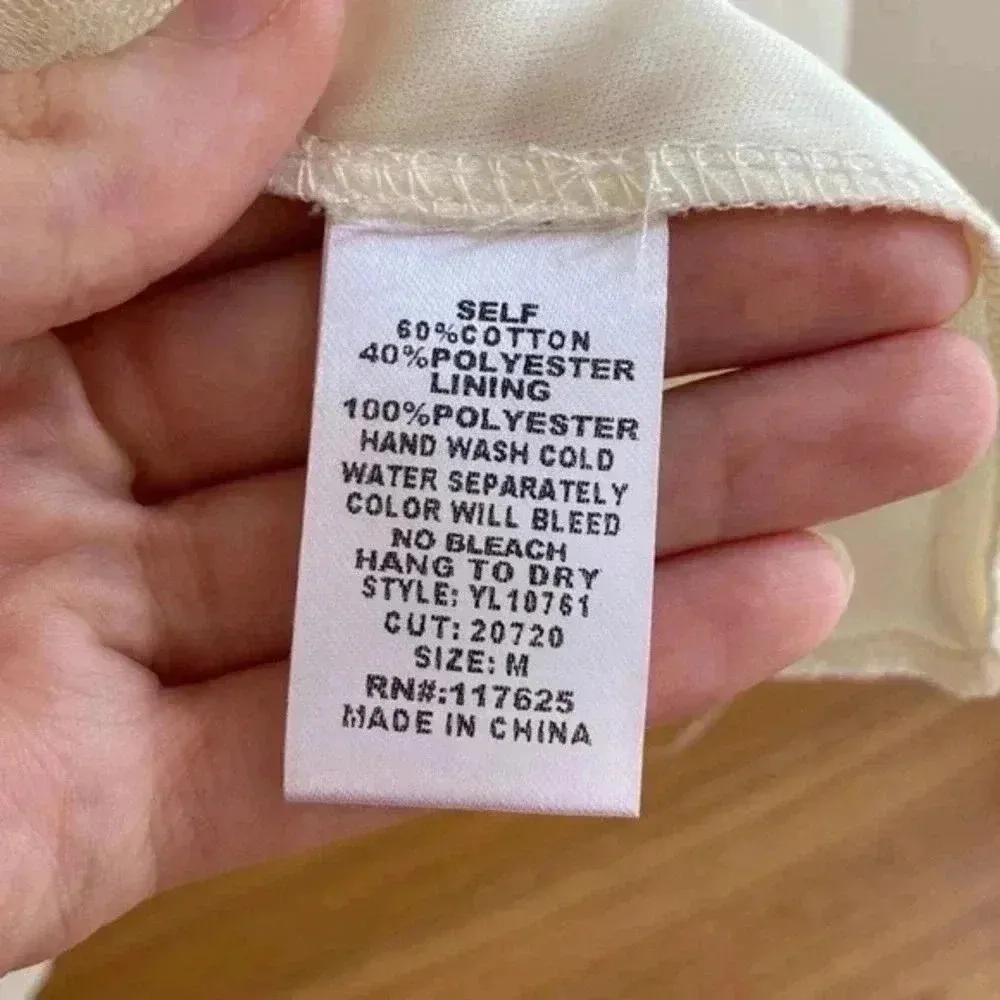 SELF
60%COTTON
40%POLYESTER
LINING
100%POLYESTER
HAND WASH COLD
WATER SEPARATELY
COLOR WILL BLEED
NO BLEACH
HANG TO DRY
STYLE: YL10761
CUT: 20720
SIZE: M
RN#:117625
MADE IN CHINA